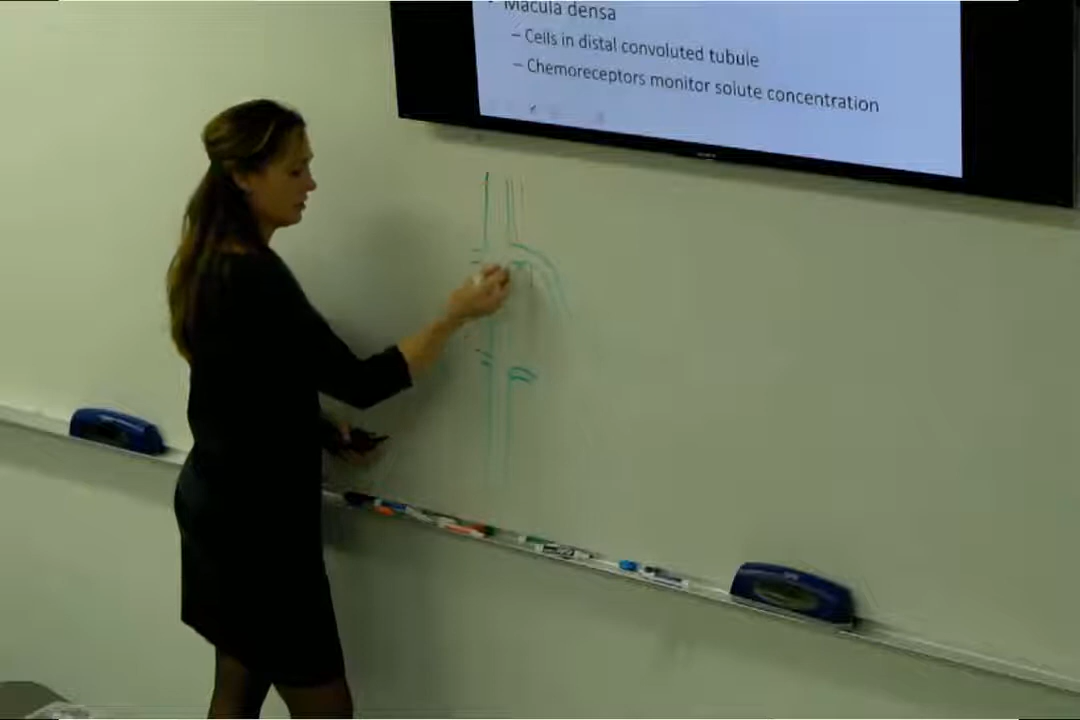 • Macula densa
– Cells in distal convoluted tubule
– Chemoreceptors monitor solute concentration